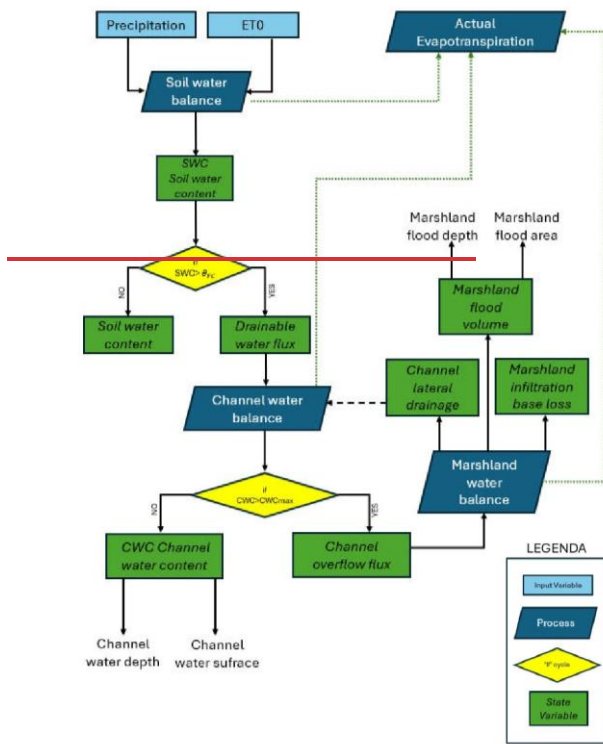 Precipitation
ET0
Actual
Evapotranspiration
Soil water
balance
SWC
Soil water
content
Marshland
flood depth
Marshland
flood area
if
SWC>θFC
NO
YES
Soil water
content
Drainable
water flux
Marshland
flood
volume
Channel
lateral
drainage
Marshland
infiltration
base loss
Channel water
balance
Marshland
water
balance
if
CWC>CWCmax
NO
YES
CWC Channel
water content
Channel
overflow flux
Channel
water depth
Channel
water sufrace
LEGENDA
Input Variable
Process
"if" cycle
State
Variable